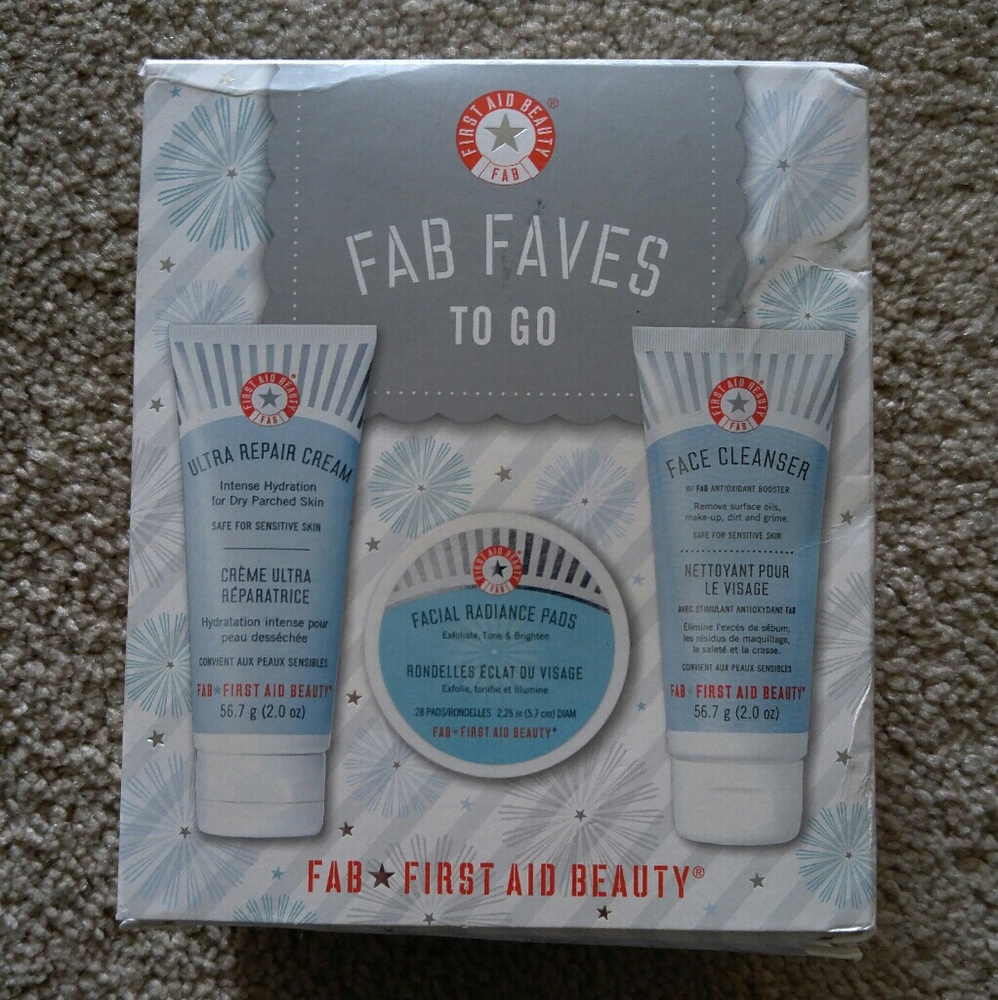 FIRST AID BEAUTY®
FAB
FAB FAVES
TO GO
FIRST AID BEAUTY®
FAB
ULTRA REPAIR CREAM
Intense Hydration
for Dry Parched Skin
SAFE FOR SENSITIVE SKIN
CRÈME ULTRA
RÉPARATRICE
Hydratation intense pour
peau desséchée
CONVIENT AUX PEAUX SENSIBLES
FAB★FIRST AID BEAUTY®
56.7 g (2.0 oz)
FIRST AID BEAUTY
FAB
FACIAL RADIANCE PADS
Exfoliate, Tone & Brighten
RONDELLES ÉCLAT DU VISAGE
Exfolie, tonifie et illumine
28 PADS/RONDELLES 2.25 in (5.7 cm) DIAM
FAB★FIRST AID BEAUTY®
FIRST AID BEAUTY®
FAB
FACE CLEANSER
w/ FAB ANTIOXIDANT BOOSTER
Remove surface oils,
make-up, dirt and grime.
SAFE FOR SENSITIVE SKIN
NETTOYANT POUR
LE VISAGE
AVEC STIMULANT ANTIOXYDANT FAB
Élimine l'excès de sébum,
les résidus de maquillage,
la saleté et la crasse.
CONVIENT AUX PEAUX SENSIBLES
FAB★FIRST AID BEAUTY®
56.7 g (2.0 oz)
FAB★FIRST AID BEAUTY®